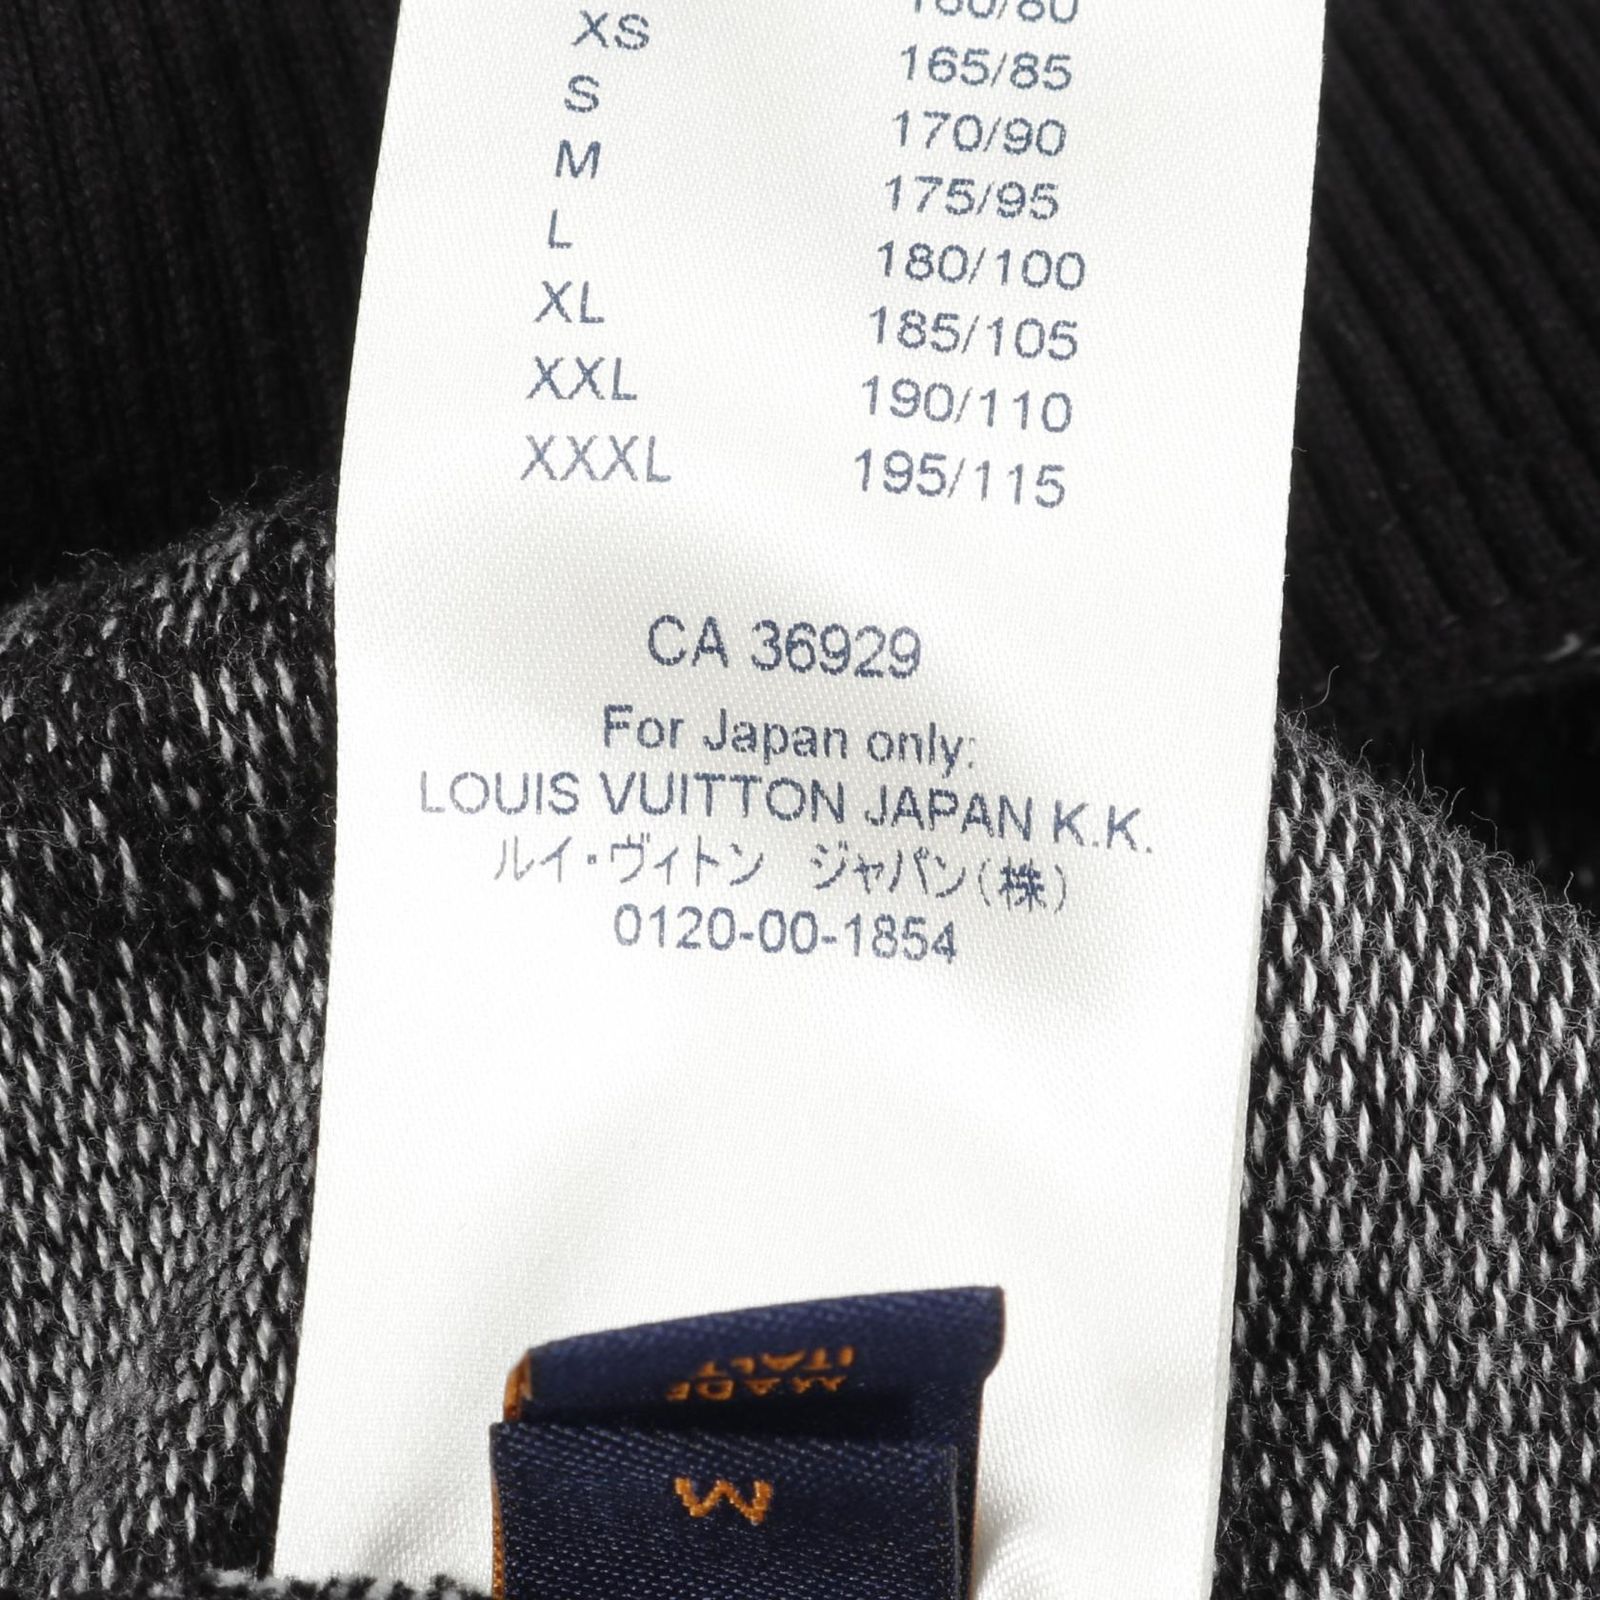 XS 165/85
S 170/90
M 175/95
L 180/100
XL 185/105
XXL 190/110
XXXL 195/115
CA 36929
For Japan only:
LOUIS VUITTON JAPAN K.K.
ルイ・ヴィトン ジャパン(株)
0120-00-1854
MADE
ITALY
M